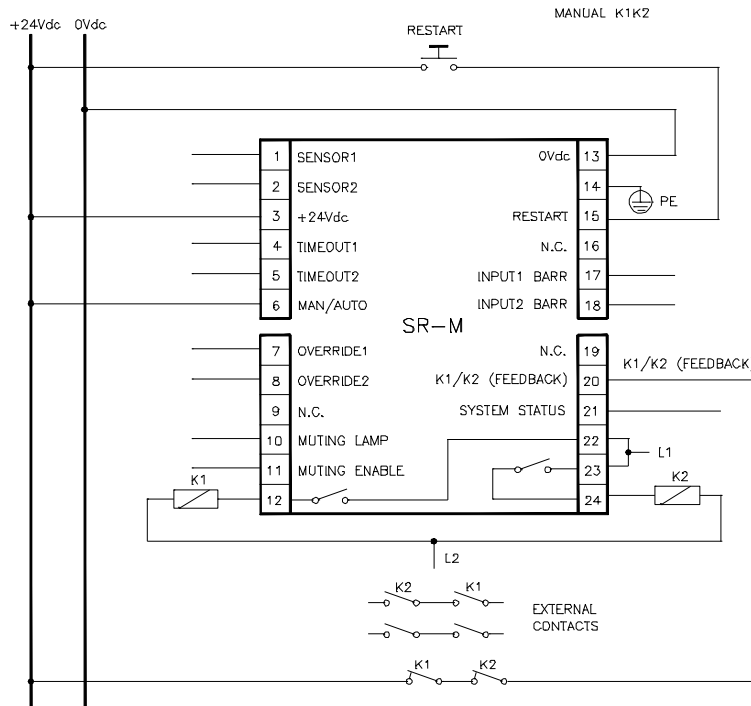 MANUAL K1K2
+24Vdc 0Vdc
RESTART
1 SENSOR1
2 SENSOR2
3 +24Vdc
4 TIMEOUT1
5 TIMEOUT2
6 MAN/AUTO
0Vdc 13
14 PE
RESTART 15
N.C. 16
INPUT1 BARR 17
INPUT2 BARR 18
SR-M
7 OVERRIDE1
8 OVERRIDE2
9 N.C.
10 MUTING LAMP
11 MUTING ENABLE
K1 12
N.C. 19
K1/K2 (FEEDBACK) 20 K1/K2 (FEEDBACK
SYSTEM STATUS 21
22
L1
23
24 K2
L2
K2 K1
EXTERNAL
CONTACTS
K1 K2